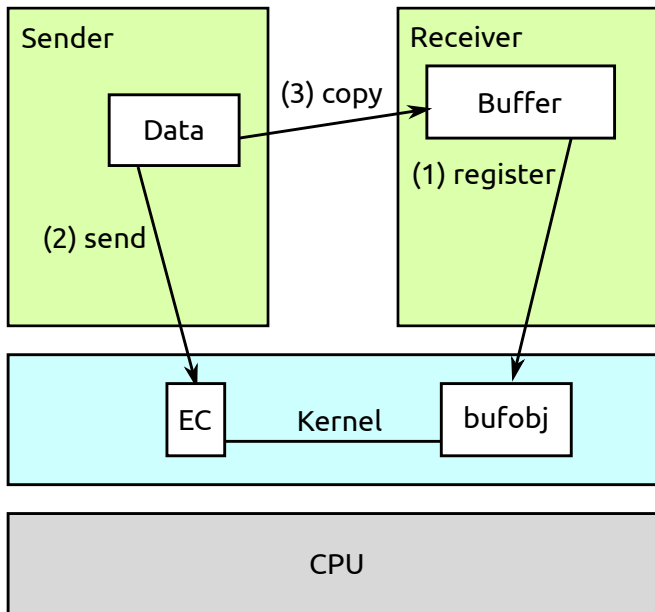 Sender
Receiver
(3) copy
Buffer
Data
(1) register
(2) send
EC
Kernel
bufobj
CPU